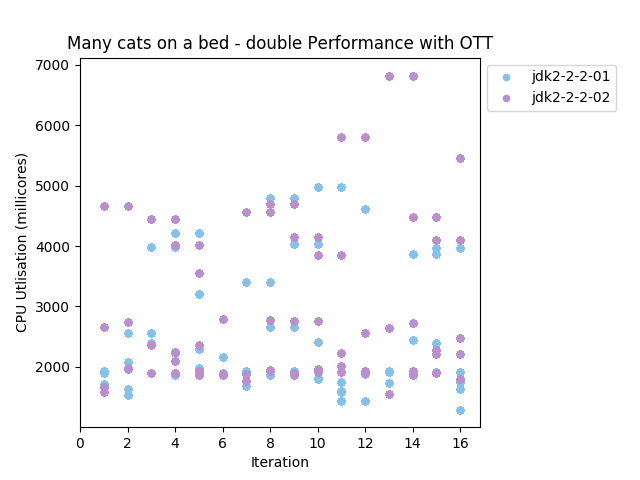 Many cats on a bed - double Performance with OTT
jdk2-2-2-01
jdk2-2-2-02
CPU Utlisation (millicores)
7000
6000
5000
4000
3000
2000
0 2 4 6 8 10 12 14 16
Iteration